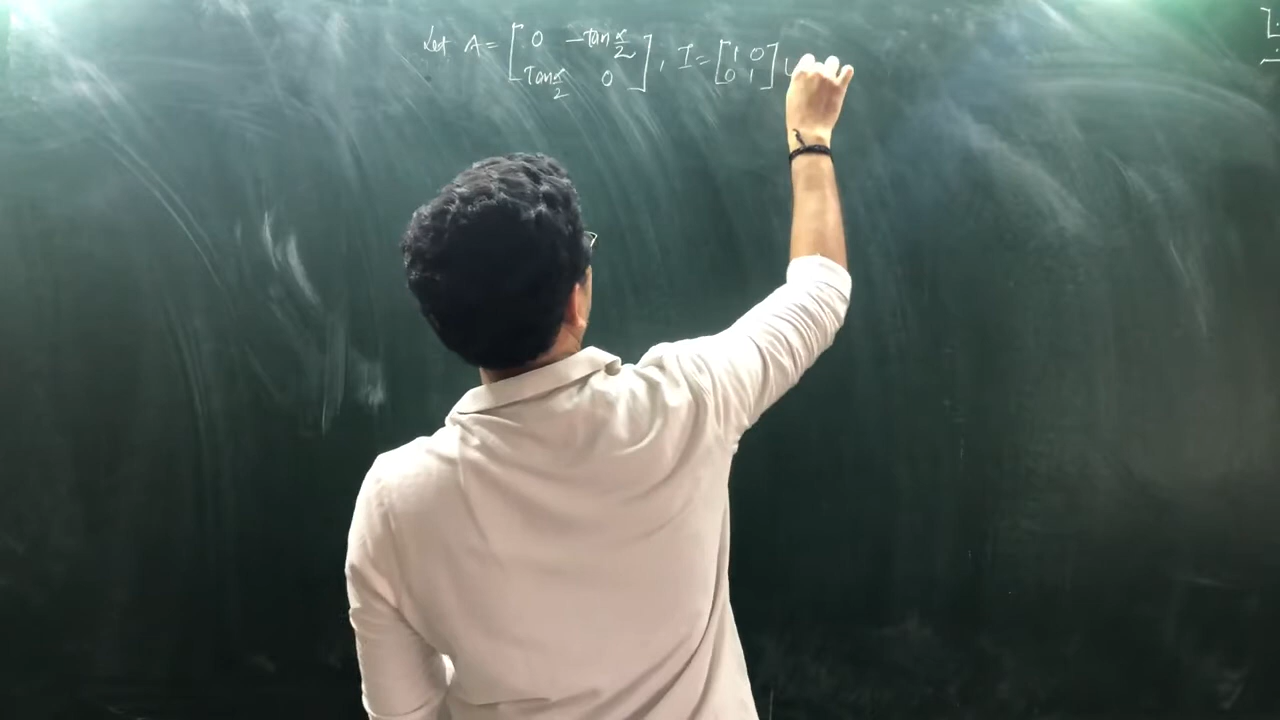 Let A = [ 0 -Tan α/2 ] , I = [ 1 0 ]
[ Tan α/2 0 ] [ 0 1 ]